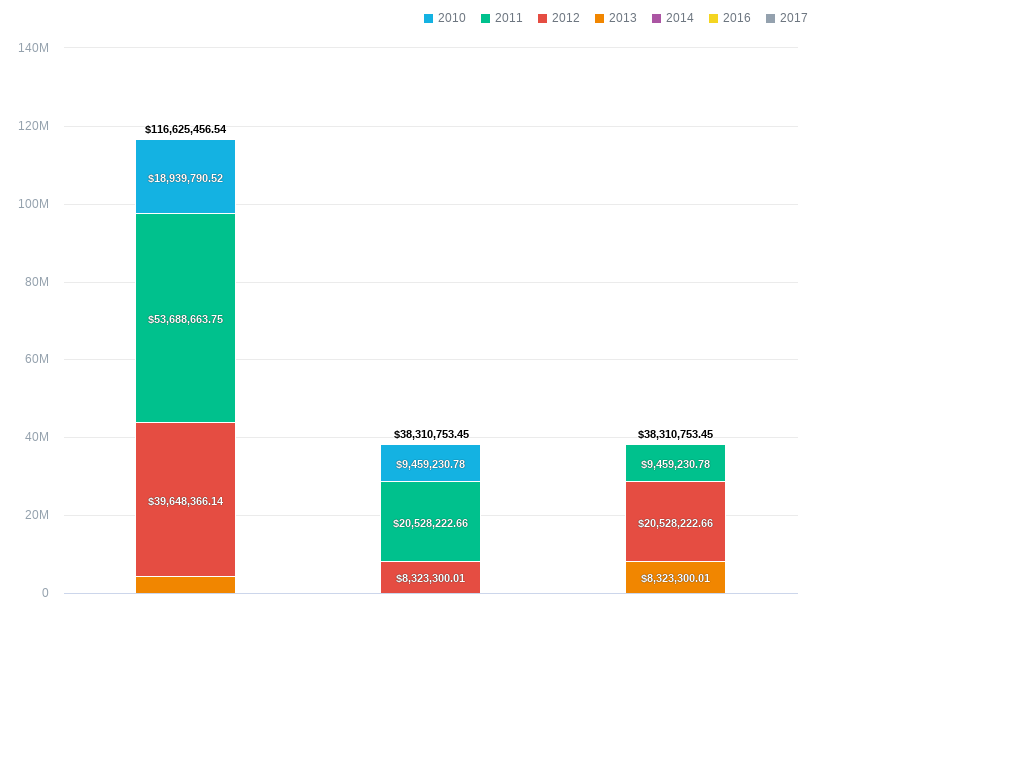 2010 2011 2012 2013 2014 2016 2017
140M
120M
100M
80M
60M
40M
20M
0
$116,625,456.54
$18,939,790.52
$53,688,663.75
$39,648,366.14
$38,310,753.45
$9,459,230.78
$20,528,222.66
$8,323,300.01
$38,310,753.45
$9,459,230.78
$20,528,222.66
$8,323,300.01